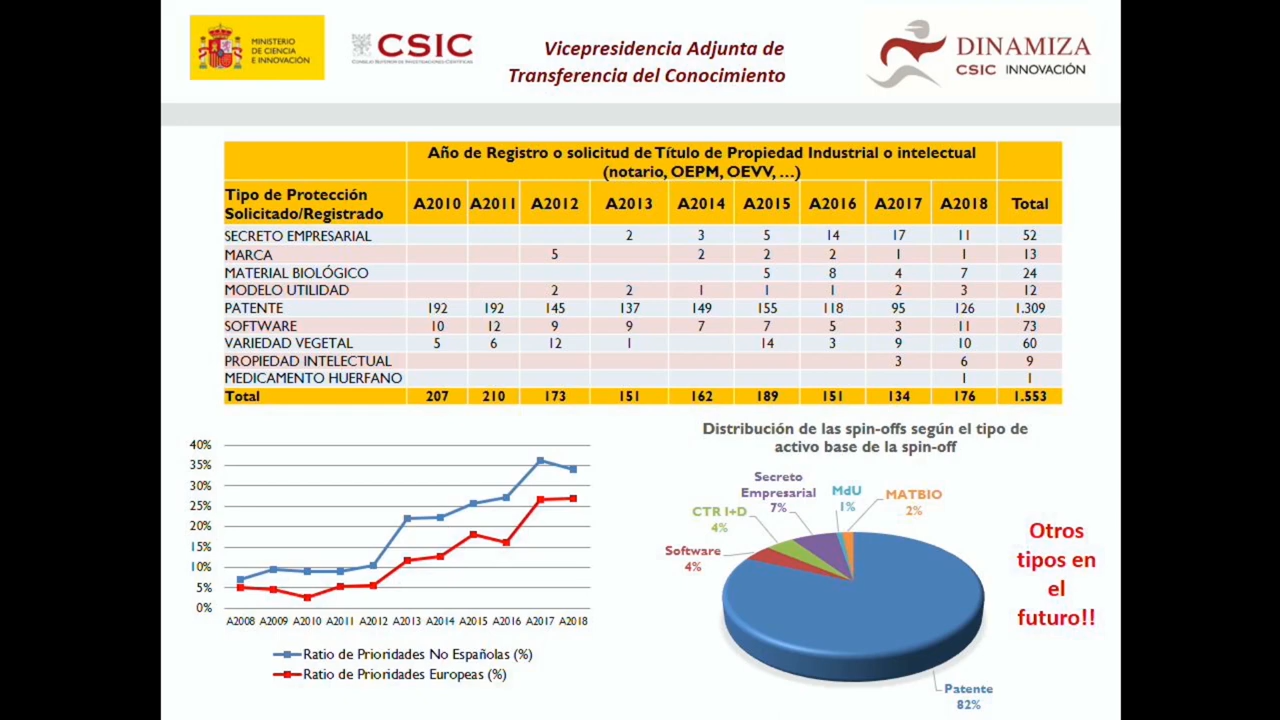 MINISTERIO
DE CIENCIA
E INNOVACIÓN
CSIC
CONSEJO SUPERIOR DE INVESTIGACIONES CIENTÍFICAS
Vicepresidencia Adjunta de
Transferencia del Conocimiento
DINAMIZA
CSIC INNOVACIÓN
Año de Registro o solicitud de Título de Propiedad Industrial o intelectual
(notario, OEPM, OEVV, ...)
Tipo de Protección
Solicitado/Registrado A2010 A2011 A2012 A2013 A2014 A2015 A2016 A2017 A2018 Total
SECRETO EMPRESARIAL 2 3 5 14 17 11 52
MARCA 5 2 2 2 1 1 13
MATERIAL BIOLÓGICO 5 8 4 7 24
MODELO UTILIDAD 2 2 1 1 1 2 3 12
PATENTE 192 192 145 137 149 155 118 95 126 1.309
SOFTWARE 10 12 9 9 7 7 5 3 11 73
VARIEDAD VEGETAL 5 6 12 1 14 3 9 10 60
PROPIEDAD INTELECTUAL 3 6 9
MEDICAMENTO HUERFANO 1 1
Total 207 210 173 151 162 189 151 134 176 1.553
40%
35%
30%
25%
20%
15%
10%
5%
0%
A2008 A2009 A2010 A2011 A2012 A2013 A2014 A2015 A2016 A2017 A2018
Ratio de Prioridades No Españolas (%)
Ratio de Prioridades Europeas (%)
Distribución de las spin-offs según el tipo de
activo base de la spin-off
Secreto
Empresarial
7%
MdU
1%
MATBIO
2%
CTR I+D
4%
Software
4%
Patente
82%
Otros
tipos en
el
futuro!!